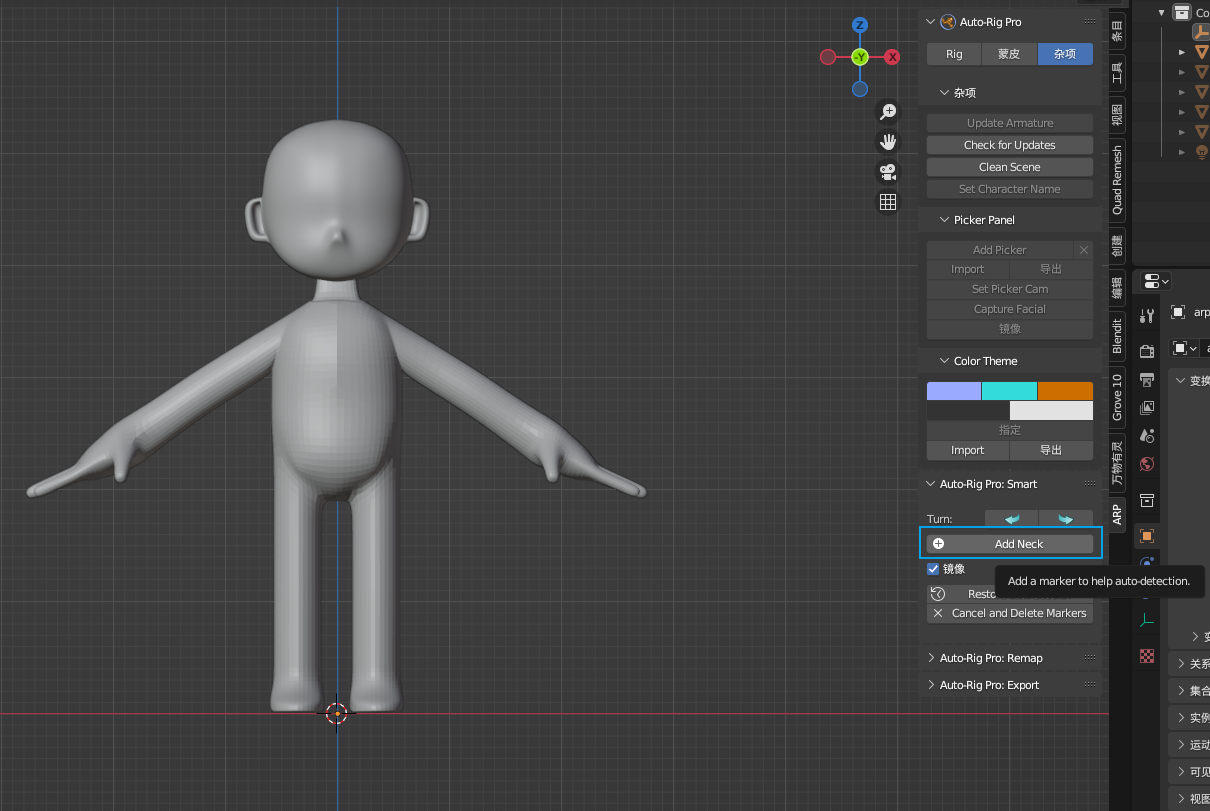 Auto-Rig Pro
Rig 蒙皮 杂项
杂项
Update Armature
Check for Updates
Clean Scene
Set Character Name
Picker Panel
Add Picker
Import 导出
Set Picker Cam
Capture Facial
镜像
Color Theme
指定
Import 导出
Auto-Rig Pro: Smart
Turn:
Add Neck
镜像
Add a marker to help auto-detection.
Resto
Cancel and Delete Markers
Auto-Rig Pro: Remap
Auto-Rig Pro: Export
Z
-Y
X
条目
工具
视图
Quad Remesh
创建
编辑
Blendit
Grove 10
万物有灵
ARP
Co
arp
a
变换
变
关系
集合
实例
运动
可见
视图